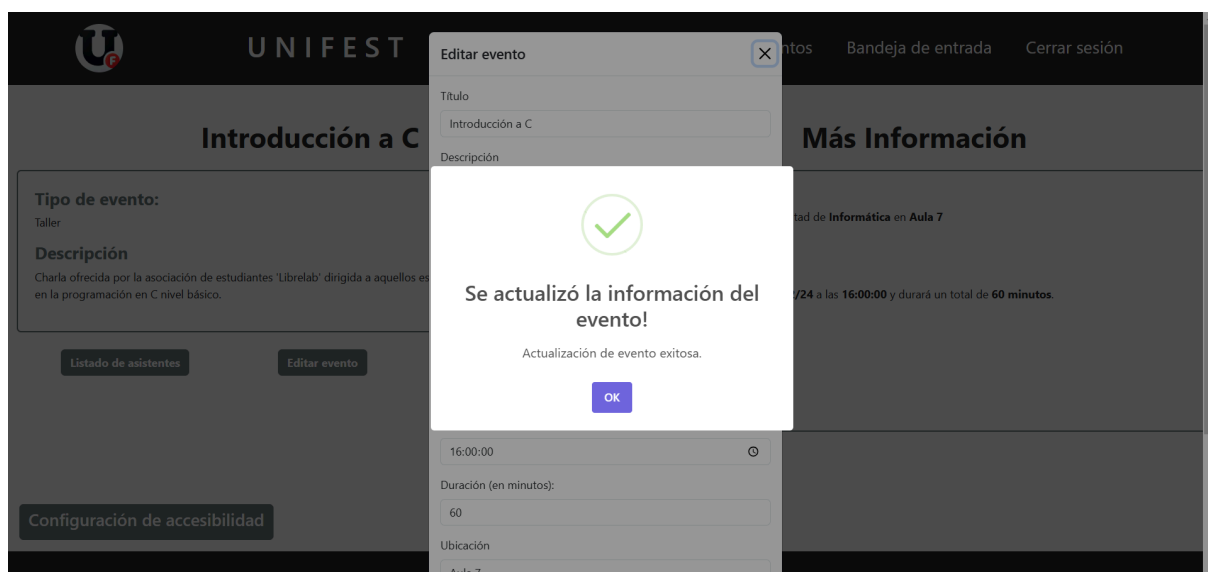 UNIFEST
ntos
Bandeja de entrada
Cerrar sesión
Editar evento
Título
Introducción a C
Descripción
Introducción a C
Tipo de evento:
Taller
Descripción
Charla ofrecida por la asociación de estudiantes 'Librelab' dirigida a aquellos es
en la programación en C nivel básico.
Listado de asistentes
Editar evento
Configuración de accesibilidad
Más Información
tad de Informática en Aula 7
/24 a las 16:00:00 y durará un total de 60 minutos.
Se actualizó la información del
evento!
Actualización de evento exitosa.
OK
16:00:00
Duración (en minutos):
60
Ubicación
Aula 7